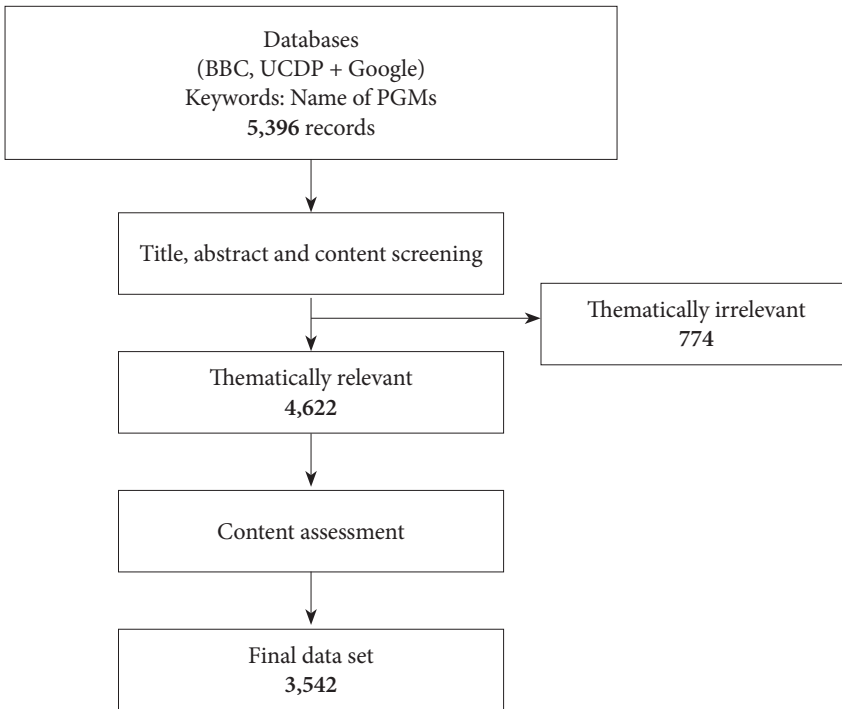 Databases
(BBC, UCDP + Google)
Keywords: Name of PGMs
5,396 records
Title, abstract and content screening
Thematically irrelevant
774
Thematically relevant
4,622
Content assessment
Final data set
3,542